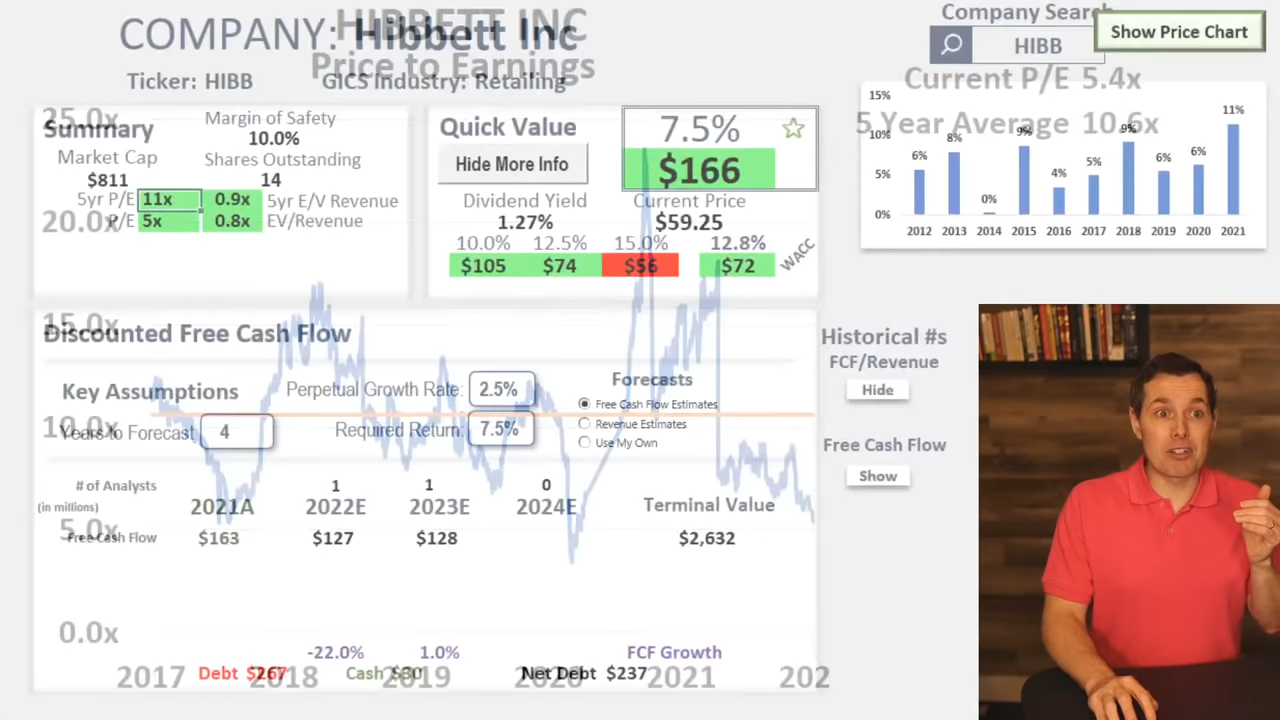 HIBBETT INC
COMPANY: Hibbett Inc
Price to Earnings
Ticker: HIBB GICS Industry: Retailing
Company Search
HIBB
Show Price Chart
Current P/E 5.4x
5 Year Average 10.6x
25.0x
20.0x
15.0x
10.0x
5.0x
0.0x
2017 2018 2019 2020 2021 202
Summary
Margin of Safety
10.0%
Market Cap
$811
Shares Outstanding
14
5yr P/E 11x 0.9x 5yr E/V Revenue
P/E 5x 0.8x EV/Revenue
Quick Value
Hide More Info
7.5%
$166
Dividend Yield
1.27%
Current Price
$59.25
10.0% 12.5% 15.0% 12.8%
$105 $74 $56 $72
WACC
15%
10%
5%
0%
6% 8% 0% 9% 4% 5% 9% 6% 6% 11%
2012 2013 2014 2015 2016 2017 2018 2019 2020 2021
Discounted Free Cash Flow
Key Assumptions
Years to Forecast 4
Perpetual Growth Rate: 2.5%
Required Return: 7.5%
Forecasts
Free Cash Flow Estimates
Revenue Estimates
Use My Own
Historical #s
FCF/Revenue
Hide
Free Cash Flow
Show
# of Analysts 1 1 0
(in millions) 2021A 2022E 2023E 2024E Terminal Value
Free Cash Flow $163 $127 $128 $2,632
-22.0% 1.0% FCF Growth
Debt $267 Cash $30 Net Debt $237